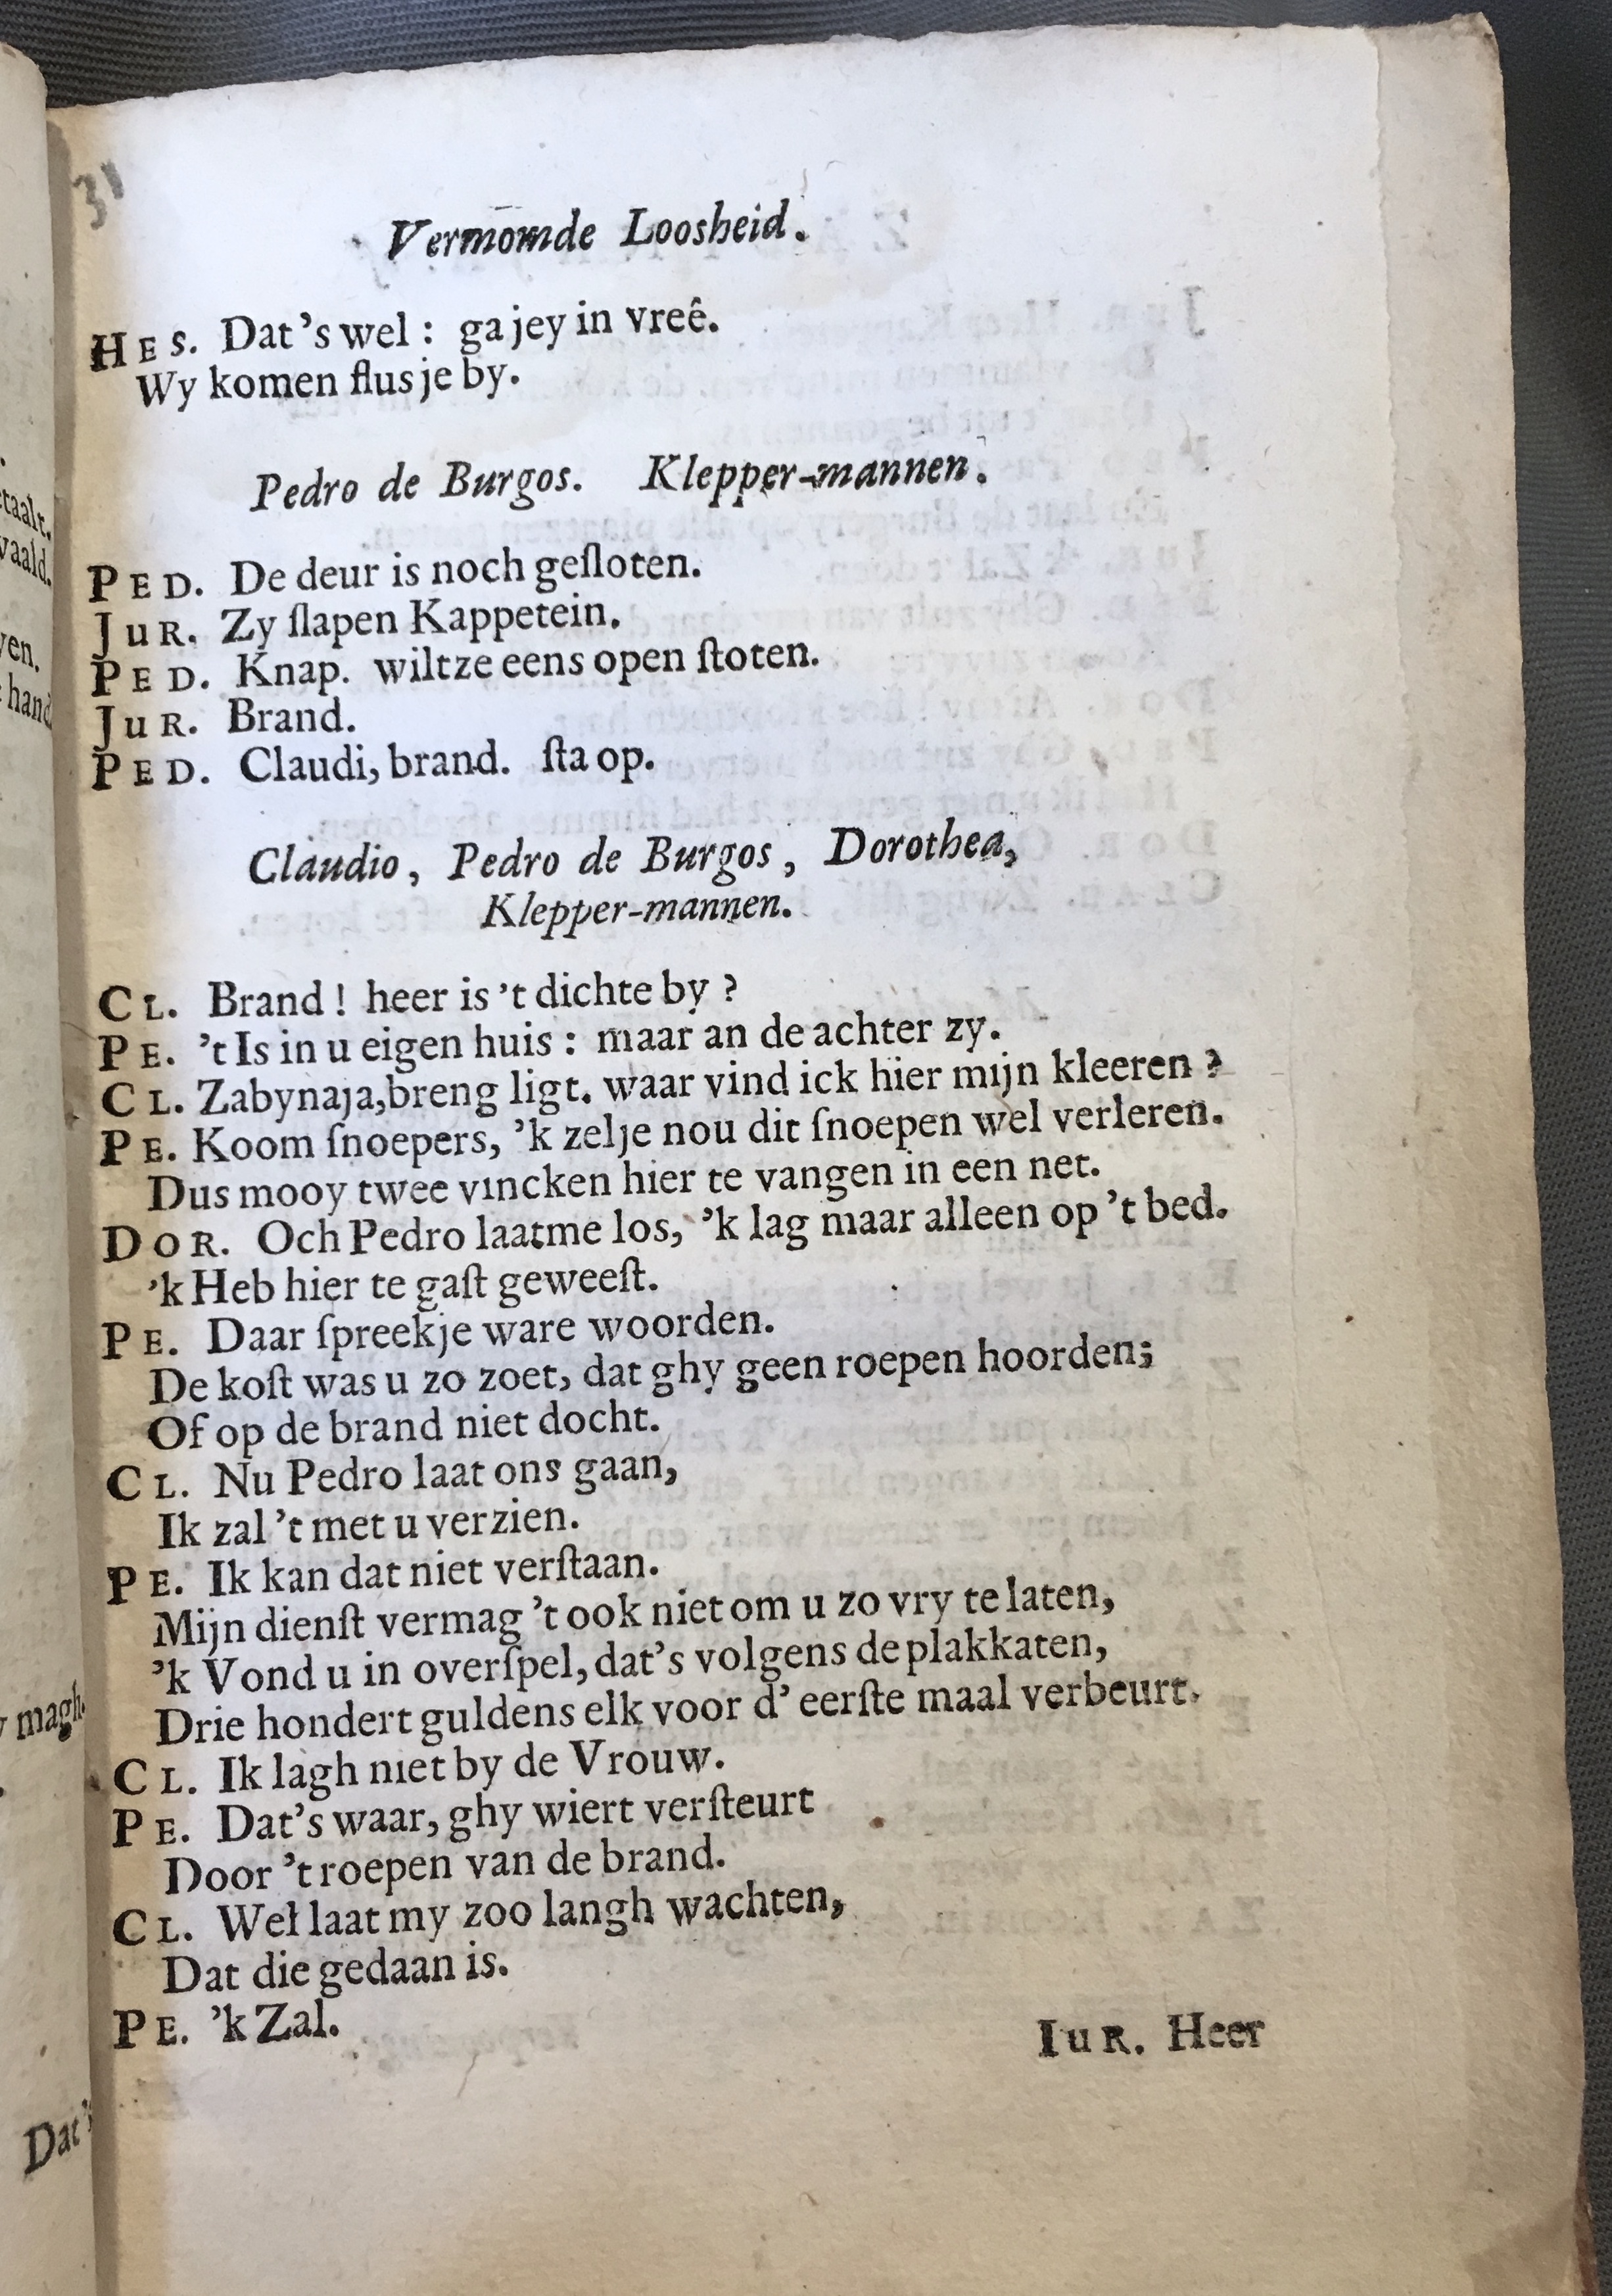 31
Vermomde Loosheid.
HES. Dat 's wel : ga jey in vreê.
Wy komen flus je by.
Pedro de Burgos. Klepper-mannen.
PED. De deur is noch geſloten.
JuR. Zy ſlapen Kappetein.
PED. Knap. wiltze eens open ſtoten.
JuR. Brand.
PED. Claudi, brand. ſta op.
Claudio, Pedro de Burgos, Dorothea,
Klepper-mannen.
CL. Brand ! heer is 't dichte by ?
PE. 't Is in u eigen huis : maar an de achter zy.
CL. Zabynaja, breng ligt. waar vind ick hier mijn kleeren ?
PE. Koom ſnoepers, 'k zel je nou dit ſnoepen wel verleren.
Dus mooy twee vincken hier te vangen in een net.
DOR. Och Pedro laatme los, 'k lag maar alleen op 't bed.
'k Heb hier te gaſt geweeſt.
PE. Daar ſpreekje ware woorden.
De koſt was u zo zoet, dat ghy geen roepen hoorden;
Of op de brand niet docht.
CL. Nu Pedro laat ons gaan,
Ik zal 't met u verzien.
PE. Ik kan dat niet verſtaan.
Mijn dienſt vermag 't ook niet om u zo vry te laten,
'k Vond u in overſpel, dat's volgens de plakkaten,
Drie hondert guldens elk voor d' eerſte maal verbeurt.
CL. Ik lagh niet by de Vrouw.
PE. Dat's waar, ghy wiert verſteurt
Door 't roepen van de brand.
CL. Wel laat my zoo langh wachten,
Dat die gedaan is.
PE. 'k Zal.
IuR. Heer
taalt.
vaald.
hand
magh.
Dat's